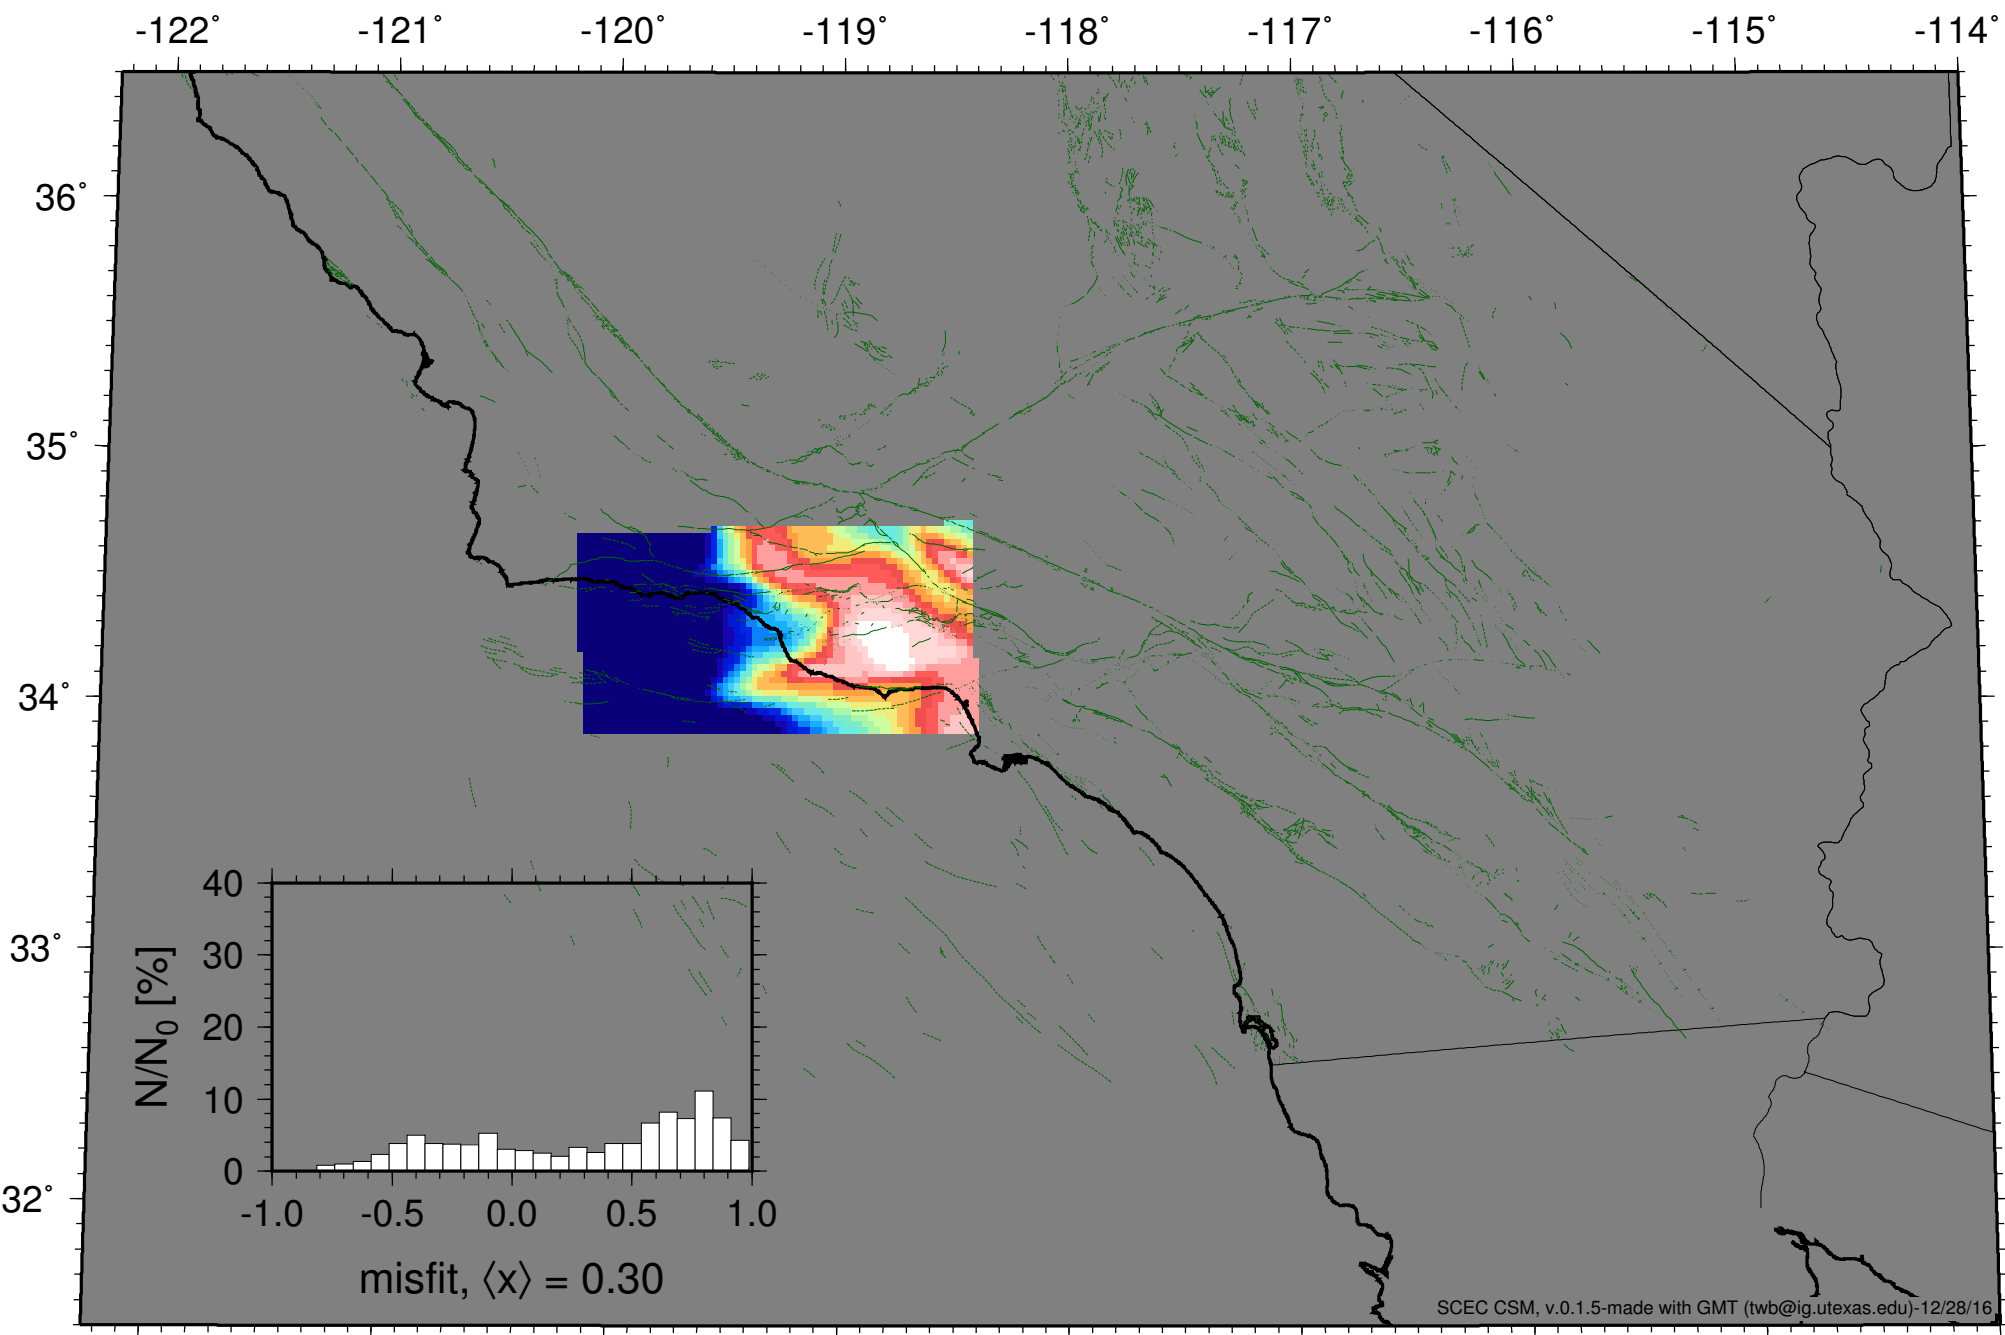 -122˚ -121˚ -120˚ -119˚ -118˚ -117˚ -116˚ -115˚ -114˚
36˚
35˚
34˚
33˚
32˚
40
30
20
10
0
N/N0 [%]
-1.0 -0.5 0.0 0.5 1.0
misfit, ⟨x⟩ = 0.30
SCEC CSM, v.0.1.5-made with GMT (twb@ig.utexas.edu)-12/28/16